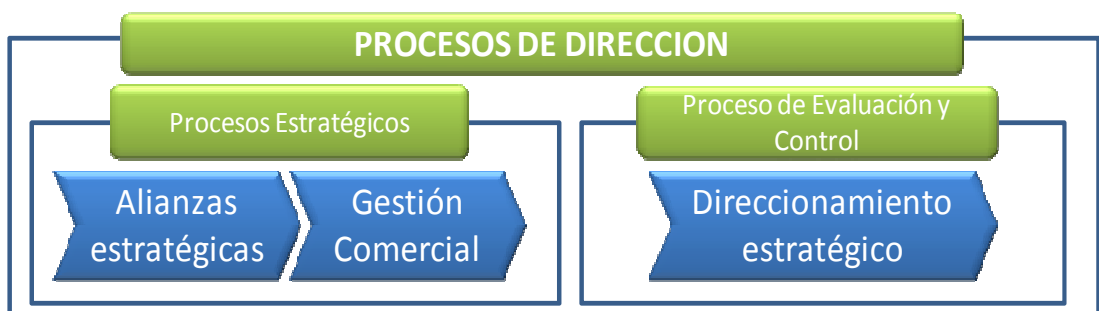 PROCESOS DE DIRECCION
Procesos Estratégicos
Alianzas
estratégicas
Gestión
Comercial
Proceso de Evaluación y
Control
Direccionamiento
estratégico